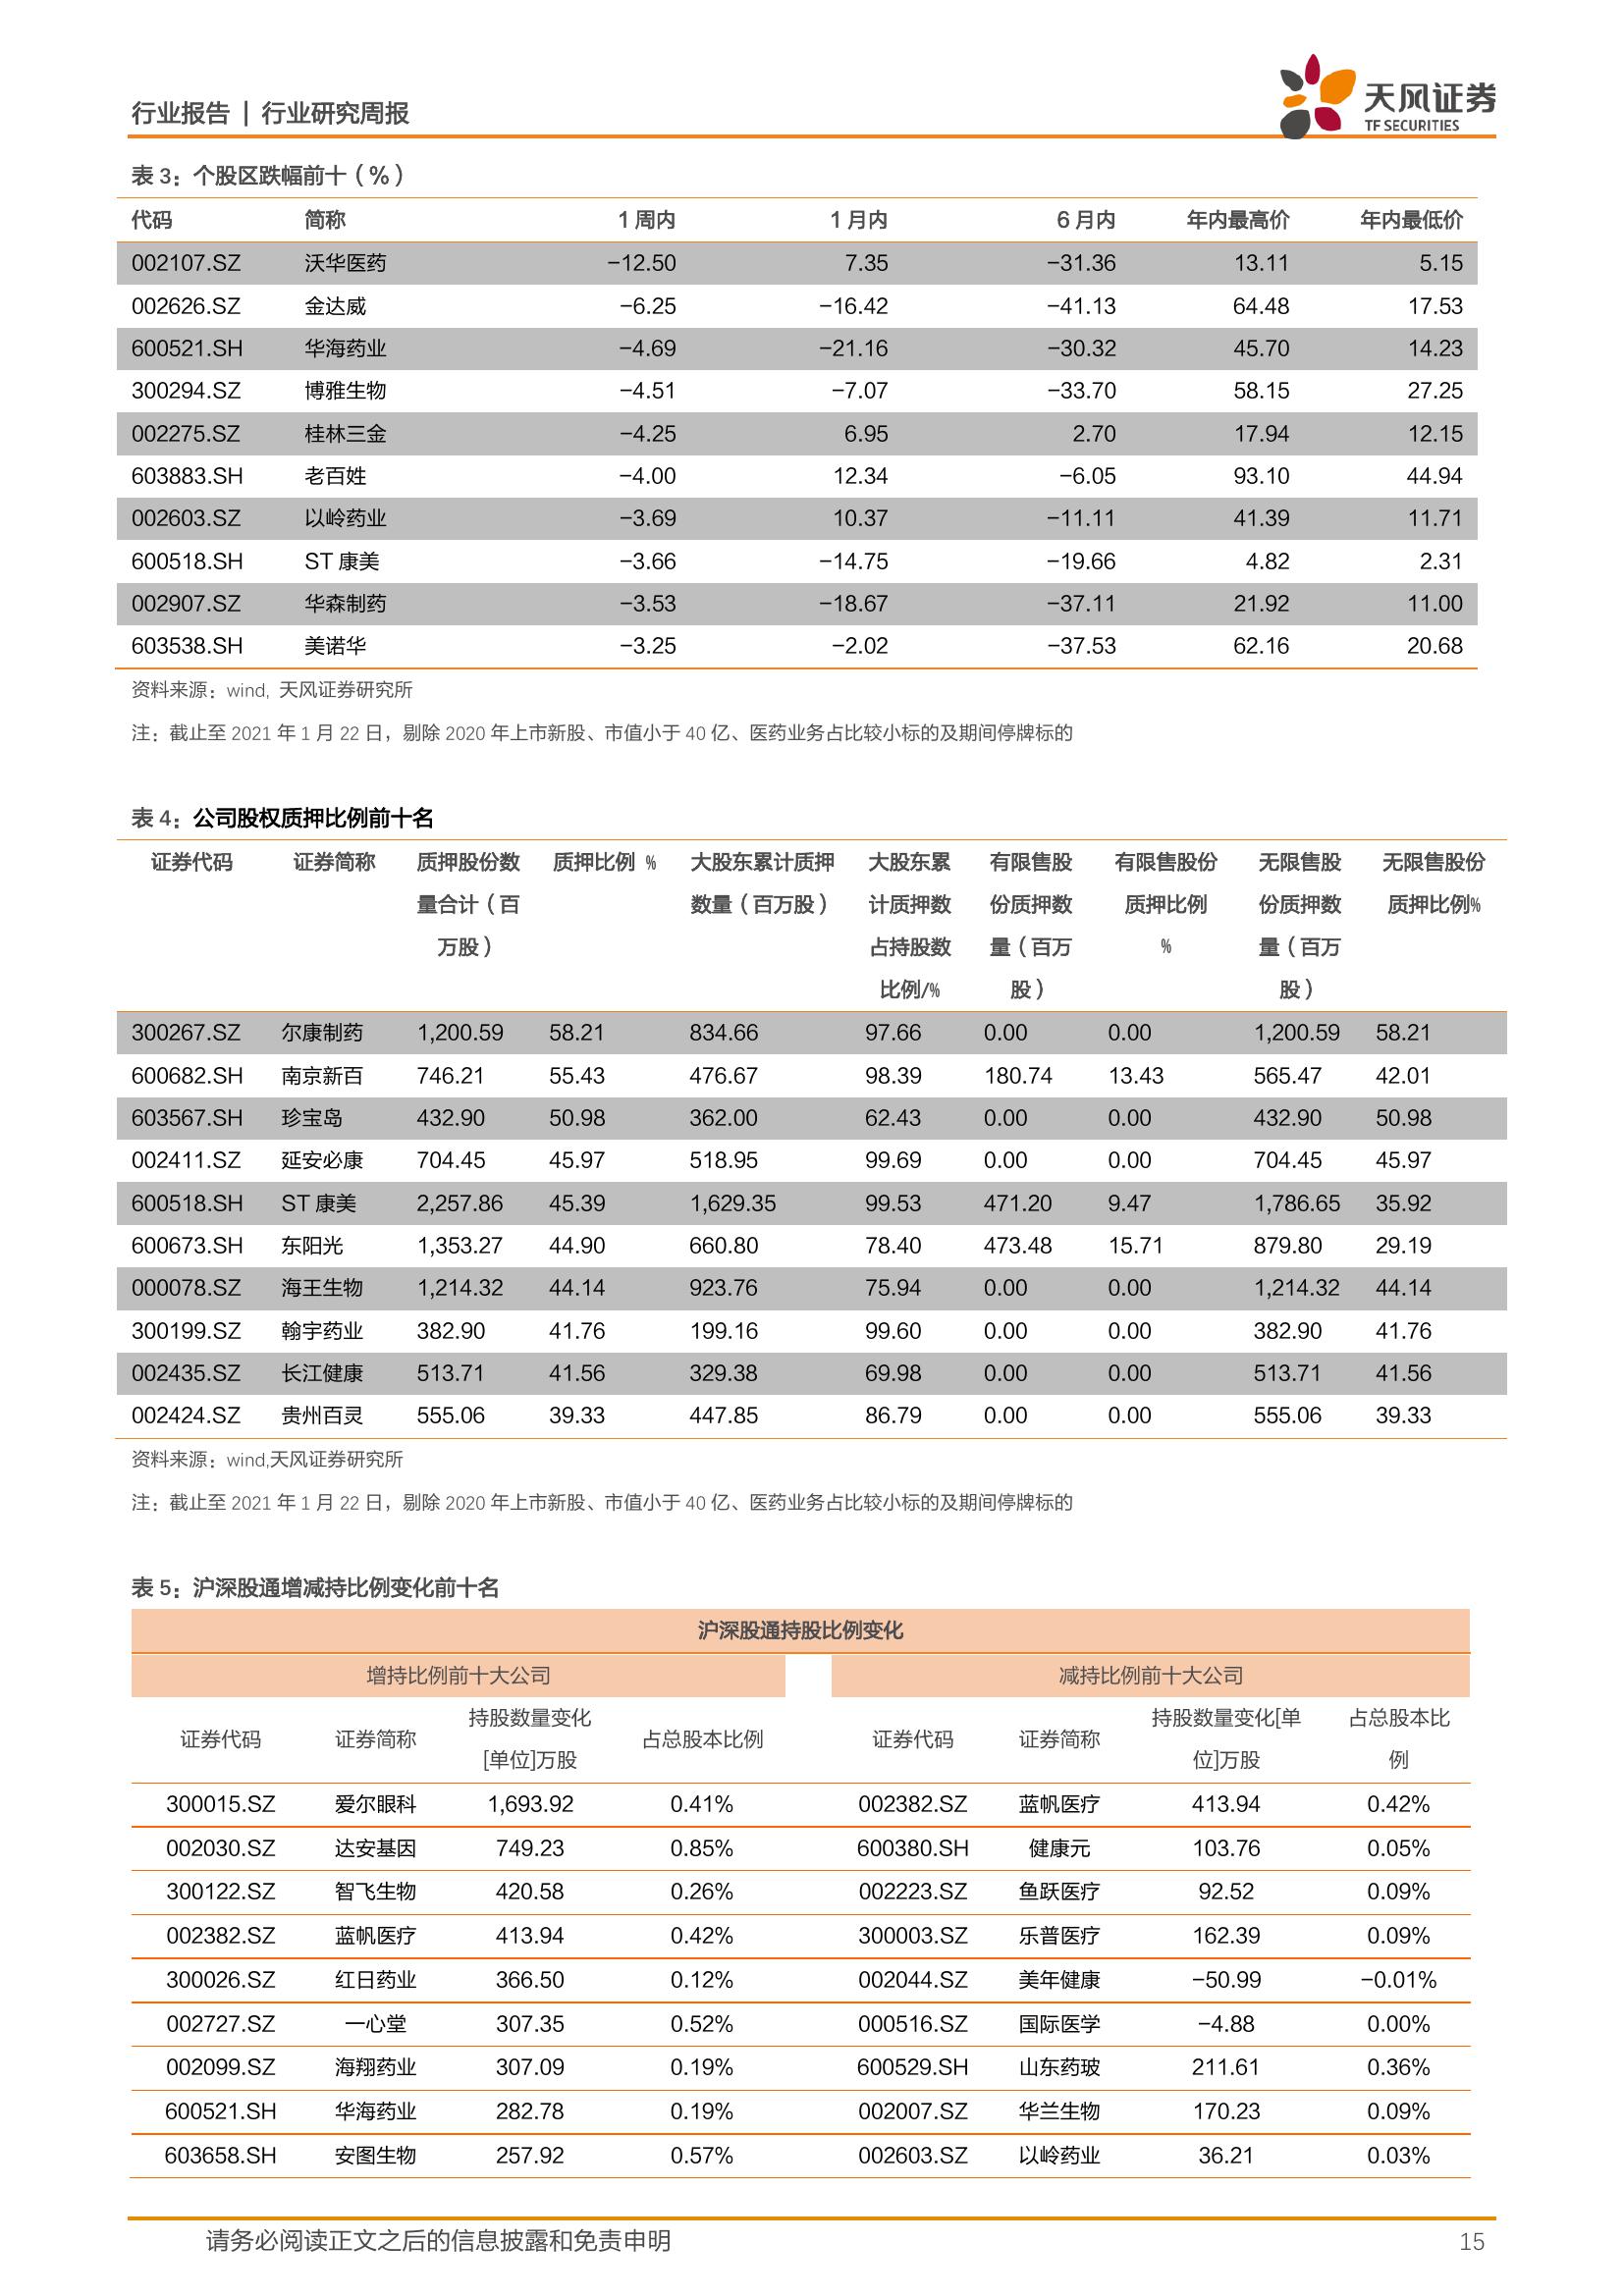 行业报告 | 行业研究周报
天风证券
TF SECURITIES
表 3：个股区跌幅前十（%）
代码 简称 1 周内 1 月内 6 月内 年内最高价 年内最低价
002107.SZ 沃华医药 -12.50 7.35 -31.36 13.11 5.15
002626.SZ 金达威 -6.25 -16.42 -41.13 64.48 17.53
600521.SH 华海药业 -4.69 -21.16 -30.32 45.70 14.23
300294.SZ 博雅生物 -4.51 -7.07 -33.70 58.15 27.25
002275.SZ 桂林三金 -4.25 6.95 2.70 17.94 12.15
603883.SH 老百姓 -4.00 12.34 -6.05 93.10 44.94
002603.SZ 以岭药业 -3.69 10.37 -11.11 41.39 11.71
600518.SH ST 康美 -3.66 -14.75 -19.66 4.82 2.31
002907.SZ 华森制药 -3.53 -18.67 -37.11 21.92 11.00
603538.SH 美诺华 -3.25 -2.02 -37.53 62.16 20.68
资料来源：wind, 天风证券研究所
注：截止至 2021 年 1 月 22 日，剔除 2020 年上市新股、市值小于 40 亿、医药业务占比较小标的及期间停牌标的
表 4：公司股权质押比例前十名
证券代码 证券简称 质押股份数 质押比例 % 大股东累计质押 大股东累 有限售股 有限售股份 无限售股 无限售股份
量合计（百 数量（百万股） 计质押数 份质押数 质押比例 份质押数 质押比例%
万股） 占持股数 量（百万 % 量（百万
比例/% 股） 股）
300267.SZ 尔康制药 1,200.59 58.21 834.66 97.66 0.00 0.00 1,200.59 58.21
600682.SH 南京新百 746.21 55.43 476.67 98.39 180.74 13.43 565.47 42.01
603567.SH 珍宝岛 432.90 50.98 362.00 62.43 0.00 0.00 432.90 50.98
002411.SZ 延安必康 704.45 45.97 518.95 99.69 0.00 0.00 704.45 45.97
600518.SH ST 康美 2,257.86 45.39 1,629.35 99.53 471.20 9.47 1,786.65 35.92
600673.SH 东阳光 1,353.27 44.90 660.80 78.40 473.48 15.71 879.80 29.19
000078.SZ 海王生物 1,214.32 44.14 923.76 75.94 0.00 0.00 1,214.32 44.14
300199.SZ 翰宇药业 382.90 41.76 199.16 99.60 0.00 0.00 382.90 41.76
002435.SZ 长江健康 513.71 41.56 329.38 69.98 0.00 0.00 513.71 41.56
002424.SZ 贵州百灵 555.06 39.33 447.85 86.79 0.00 0.00 555.06 39.33
资料来源：wind,天风证券研究所
注：截止至 2021 年 1 月 22 日，剔除 2020 年上市新股、市值小于 40 亿、医药业务占比较小标的及期间停牌标的
表 5：沪深股通增减持比例变化前十名
沪深股通持股比例变化
增持比例前十大公司 减持比例前十大公司
证券代码 证券简称 持股数量变化 占总股本比例 证券代码 证券简称 持股数量变化[单 占总股本比
[单位]万股 位]万股 例
300015.SZ 爱尔眼科 1,693.92 0.41% 002382.SZ 蓝帆医疗 413.94 0.42%
002030.SZ 达安基因 749.23 0.85% 600380.SH 健康元 103.76 0.05%
300122.SZ 智飞生物 420.58 0.26% 002223.SZ 鱼跃医疗 92.52 0.09%
002382.SZ 蓝帆医疗 413.94 0.42% 300003.SZ 乐普医疗 162.39 0.09%
300026.SZ 红日药业 366.50 0.12% 002044.SZ 美年健康 -50.99 -0.01%
002727.SZ 一心堂 307.35 0.52% 000516.SZ 国际医学 -4.88 0.00%
002099.SZ 海翔药业 307.09 0.19% 600529.SH 山东药玻 211.61 0.36%
600521.SH 华海药业 282.78 0.19% 002007.SZ 华兰生物 170.23 0.09%
603658.SH 安图生物 257.92 0.57% 002603.SZ 以岭药业 36.21 0.03%
请务必阅读正文之后的信息披露和免责申明 15